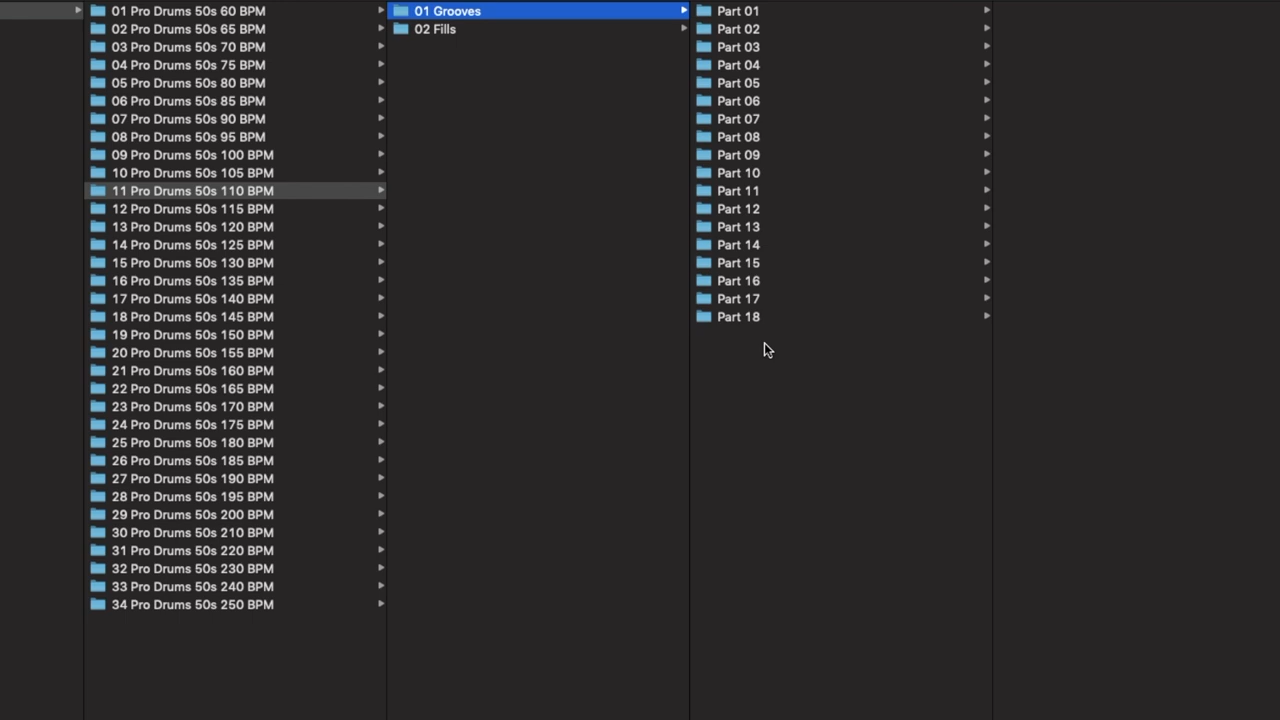 01 Pro Drums 50s 60 BPM
02 Pro Drums 50s 65 BPM
03 Pro Drums 50s 70 BPM
04 Pro Drums 50s 75 BPM
05 Pro Drums 50s 80 BPM
06 Pro Drums 50s 85 BPM
07 Pro Drums 50s 90 BPM
08 Pro Drums 50s 95 BPM
09 Pro Drums 50s 100 BPM
10 Pro Drums 50s 105 BPM
11 Pro Drums 50s 110 BPM
12 Pro Drums 50s 115 BPM
13 Pro Drums 50s 120 BPM
14 Pro Drums 50s 125 BPM
15 Pro Drums 50s 130 BPM
16 Pro Drums 50s 135 BPM
17 Pro Drums 50s 140 BPM
18 Pro Drums 50s 145 BPM
19 Pro Drums 50s 150 BPM
20 Pro Drums 50s 155 BPM
21 Pro Drums 50s 160 BPM
22 Pro Drums 50s 165 BPM
23 Pro Drums 50s 170 BPM
24 Pro Drums 50s 175 BPM
25 Pro Drums 50s 180 BPM
26 Pro Drums 50s 185 BPM
27 Pro Drums 50s 190 BPM
28 Pro Drums 50s 195 BPM
29 Pro Drums 50s 200 BPM
30 Pro Drums 50s 210 BPM
31 Pro Drums 50s 220 BPM
32 Pro Drums 50s 230 BPM
33 Pro Drums 50s 240 BPM
34 Pro Drums 50s 250 BPM
01 Grooves
02 Fills
Part 01
Part 02
Part 03
Part 04
Part 05
Part 06
Part 07
Part 08
Part 09
Part 10
Part 11
Part 12
Part 13
Part 14
Part 15
Part 16
Part 17
Part 18